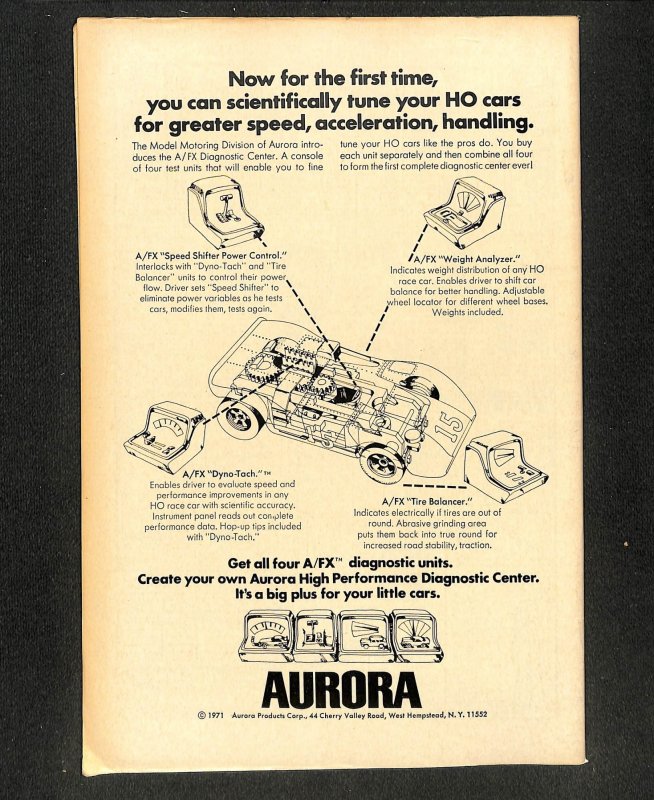 Now for the first time,
you can scientifically tune your HO cars
for greater speed, acceleration, handling.
The Model Motoring Division of Aurora intro-
duces the A/FX Diagnostic Center. A console
of four test units that will enable you to fine
tune your HO cars like the pros do. You buy
each unit separately and then combine all four
to form the first complete diagnostic center ever!
A/FX "Speed Shifter Power Control."
Interlocks with "Dyno-Tach" and "Tire
Balancer" units to control their power
flow. Driver sets "Speed Shifter" to
eliminate power variables as he tests
cars, modifies them, tests again.
A/FX "Weight Analyzer."
Indicates weight distribution of any HO
race car. Enables driver to shift car
balance for better handling. Adjustable
wheel locator for different wheel bases.
Weights included.
15
A/FX "Dyno-Tach."™
Enables driver to evaluate speed and
performance improvements in any
HO race car with scientific accuracy.
Instrument panel reads out complete
performance data. Hop-up tips included
with "Dyno-Tach."
A/FX "Tire Balancer."
Indicates electrically if tires are out of
round. Abrasive grinding area
puts them back into true round for
increased road stability, traction.
Get all four A/FX™ diagnostic units.
Create your own Aurora High Performance Diagnostic Center.
It's a big plus for your little cars.
AURORA
© 1971 Aurora Products Corp., 44 Cherry Valley Road, West Hempstead, N. Y. 11552